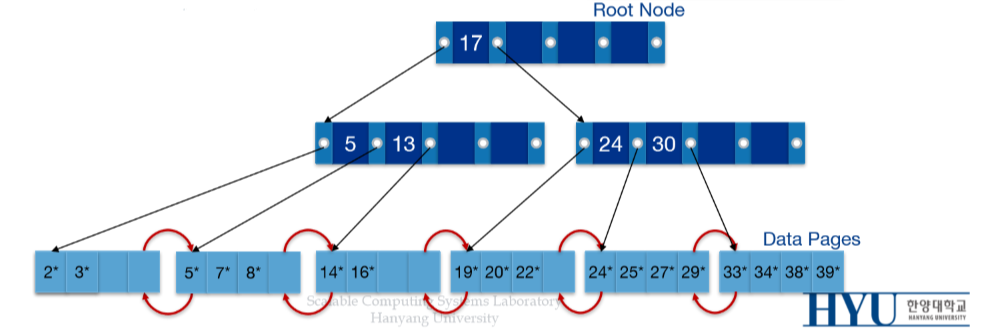 Root Node
17
5 13
24 30
Data Pages
2* 3*
5* 7* 8*
14* 16*
19* 20* 22*
24* 25* 27* 29*
33* 34* 38* 39*
Scalable Computing Systems Laboratory
Hanyang University
HYU 한양대학교
HANYANG UNIVERSITY